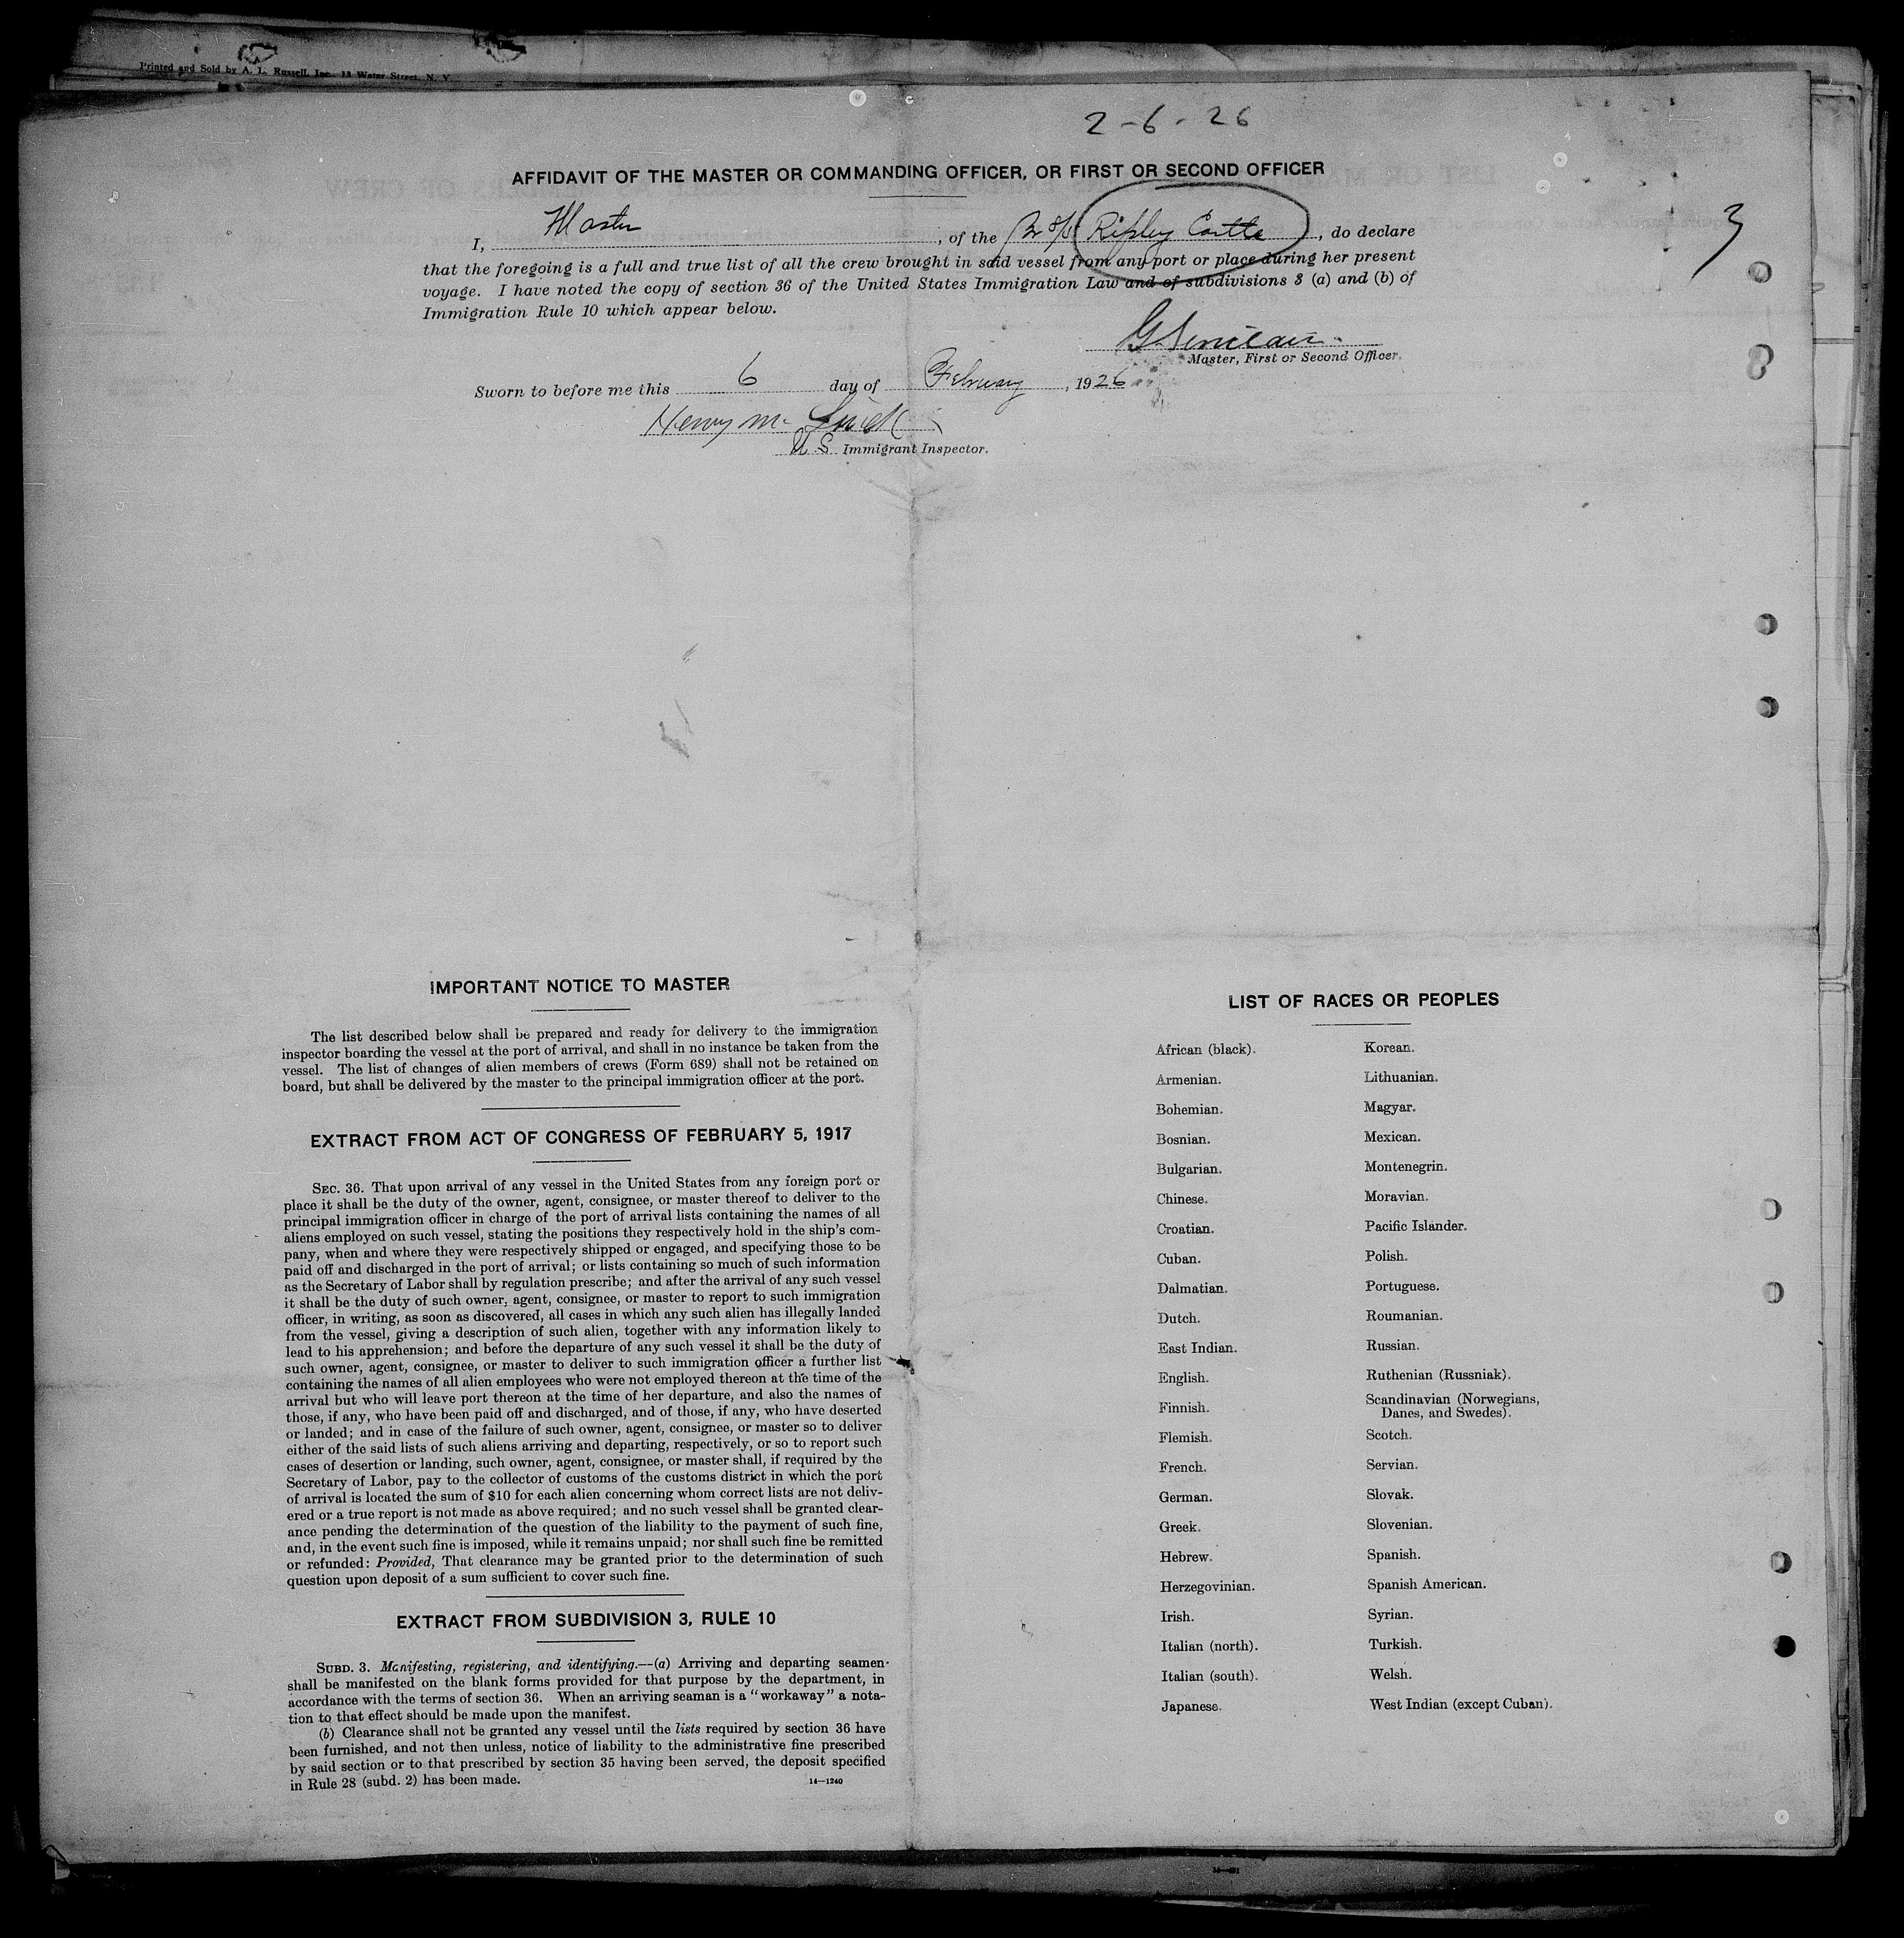 Printed and Sold by A. L. Russell, Inc., 13 Water Street, N. Y.
2-6-26
AFFIDAVIT OF THE MASTER OR COMMANDING OFFICER, OR FIRST OR SECOND OFFICER
3
I, Master, of the Ripley Castle, do declare
that the foregoing is a full and true list of all the crew brought in said vessel from any port or place during her present
voyage. I have noted the copy of section 36 of the United States Immigration Law and of subdivisions 3 (a) and (b) of
Immigration Rule 10 which appear below.
G Sinclair
Master, First or Second Officer.
Sworn to before me this 6 day of February, 1926
Henry M.
U S Immigrant Inspector.
IMPORTANT NOTICE TO MASTER
The list described below shall be prepared and ready for delivery to the immigration
inspector boarding the vessel at the port of arrival, and shall in no instance be taken from the
vessel. The list of changes of alien members of crews (Form 689) shall not be retained on
board, but shall be delivered by the master to the principal immigration officer at the port.
EXTRACT FROM ACT OF CONGRESS OF FEBRUARY 5, 1917
SEC. 36. That upon arrival of any vessel in the United States from any foreign port or
place it shall be the duty of the owner, agent, consignee, or master thereof to deliver to the
principal immigration officer in charge of the port of arrival lists containing the names of all
aliens employed on such vessel, stating the positions they respectively hold in the ship's com-
pany, when and where they were respectively shipped or engaged, and specifying those to be
paid off and discharged in the port of arrival; or lists containing so much of such information
as the Secretary of Labor shall by regulation prescribe; and after the arrival of any such vessel
it shall be the duty of such owner, agent, consignee, or master to report to such immigration
officer, in writing, as soon as discovered, all cases in which any such alien has illegally landed
from the vessel, giving a description of such alien, together with any information likely to
lead to his apprehension; and before the departure of any such vessel it shall be the duty of
such owner, agent, consignee, or master to deliver to such immigration officer a further list
containing the names of all alien employees who were not employed thereon at the time of the
arrival but who will leave port thereon at the time of her departure, and also the names of
those, if any, who have been paid off and discharged, and of those, if any, who have deserted
or landed; and in case of the failure of such owner, agent, consignee, or master so to deliver
either of the said lists of such aliens arriving and departing, respectively, or so to report such
cases of desertion or landing, such owner, agent, consignee, or master shall, if required by the
Secretary of Labor, pay to the collector of customs of the customs district in which the port
of arrival is located the sum of $10 for each alien concerning whom correct lists are not deliv-
ered or a true report is not made as above required; and no such vessel shall be granted clear-
ance pending the determination of the question of the liability to the payment of such fine,
and, in the event such fine is imposed, while it remains unpaid; nor shall such fine be remitted
or refunded: Provided, That clearance may be granted prior to the determination of such
question upon deposit of a sum sufficient to cover such fine.
EXTRACT FROM SUBDIVISION 3, RULE 10
SUBD. 3. Manifesting, registering, and identifying.—(a) Arriving and departing seamen
shall be manifested on the blank forms provided for that purpose by the department, in
accordance with the terms of section 36. When an arriving seaman is a "workaway" a nota-
tion to that effect should be made upon the manifest.
(b) Clearance shall not be granted any vessel until the lists required by section 36 have
been furnished, and not then unless, notice of liability to the administrative fine prescribed
by said section or to that prescribed by section 35 having been served, the deposit specified
in Rule 28 (subd. 2) has been made.
14—1240
LIST OF RACES OR PEOPLES
African (black).
Armenian.
Bohemian.
Bosnian.
Bulgarian.
Chinese.
Croatian.
Cuban.
Dalmatian.
Dutch.
East Indian.
English.
Finnish.
Flemish.
French.
German.
Greek.
Hebrew.
Herzegovinian.
Irish.
Italian (north).
Italian (south).
Japanese.
Korean.
Lithuanian.
Magyar.
Mexican.
Montenegrin.
Moravian.
Pacific Islander.
Polish.
Portuguese.
Roumanian.
Russian.
Ruthenian (Russniak).
Scandinavian (Norwegians,
Danes, and Swedes).
Scotch.
Servian.
Slovak.
Slovenian.
Spanish.
Spanish American.
Syrian.
Turkish.
Welsh.
West Indian (except Cuban).